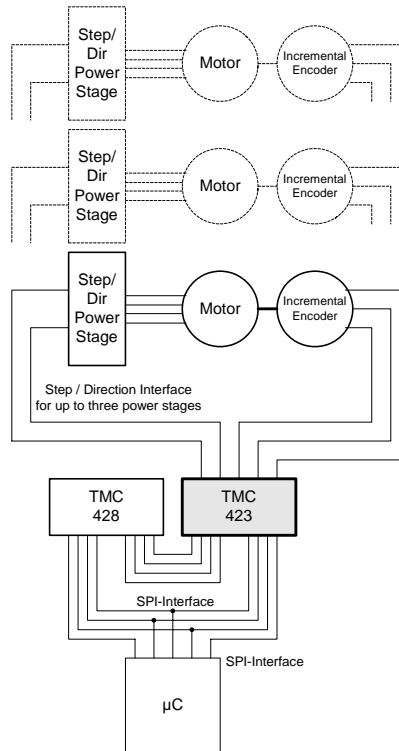 Step/
Dir
Power
Stage
Motor
Incremental
Encoder
Step/
Dir
Power
Stage
Motor
Incremental
Encoder
Step/
Dir
Power
Stage
Motor
Incremental
Encoder
Step / Direction Interface
for up to three power stages
TMC
428
TMC
423
SPI-Interface
SPI-Interface
µC